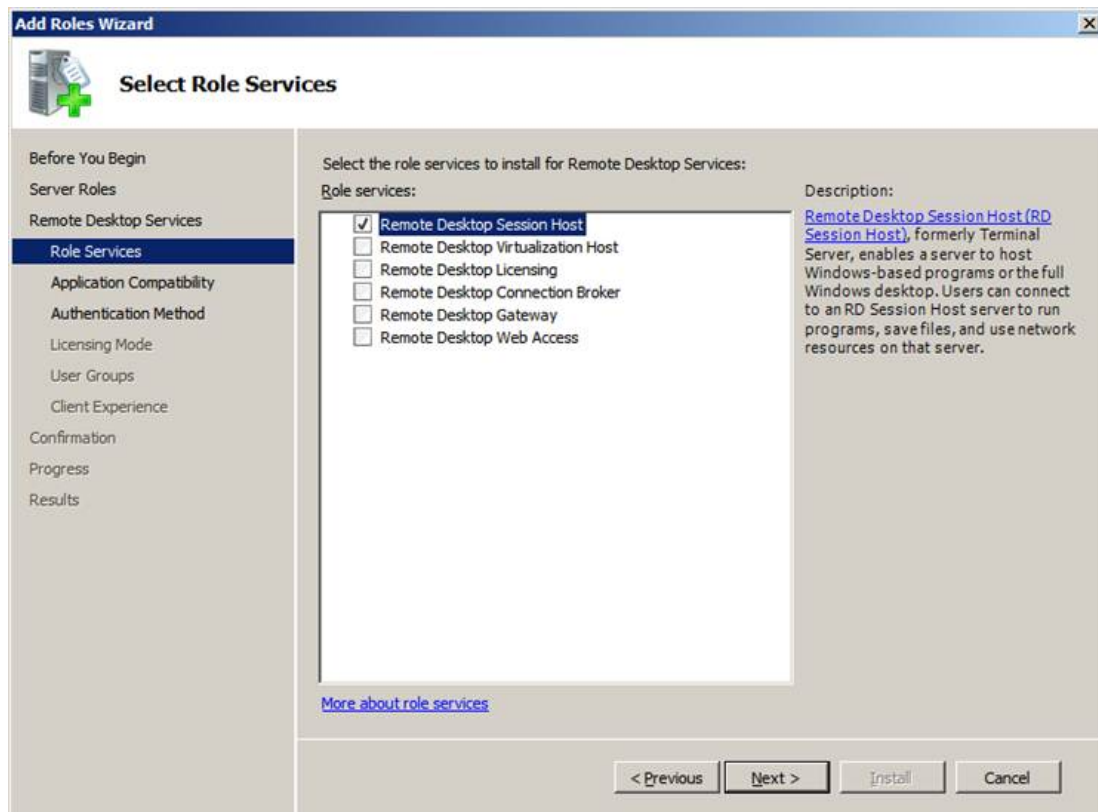 Add Roles Wizard
Select Role Services
Before You Begin
Server Roles
Remote Desktop Services
Role Services
Application Compatibility
Authentication Method
Licensing Mode
User Groups
Client Experience
Confirmation
Progress
Results
Select the role services to install for Remote Desktop Services:
Role services:
Remote Desktop Session Host
Remote Desktop Virtualization Host
Remote Desktop Licensing
Remote Desktop Connection Broker
Remote Desktop Gateway
Remote Desktop Web Access
More about role services
Description:
Remote Desktop Session Host (RD
Session Host), formerly Terminal
Server, enables a server to host
Windows-based programs or the full
Windows desktop. Users can connect
to an RD Session Host server to run
programs, save files, and use network
resources on that server.
< Previous
Next >
Install
Cancel